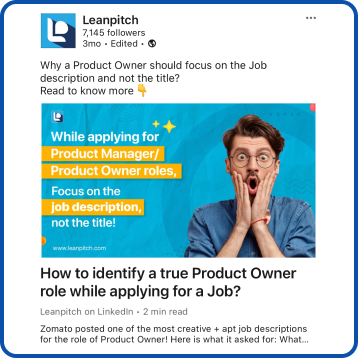 Leanpitch
7,145 followers
3mo • Edited •
Why a Product Owner should focus on the Job
description and not the title?
Read to know more 👇
While applying for
Product Manager/
Product Owner roles,
Focus on the
job description,
not the title!
www.leanpitch.com
How to identify a true Product Owner
role while applying for a Job?
Leanpitch on LinkedIn • 2 min read
Zomato posted one of the most creative + apt job descriptions
for the role of Product Owner! Here is what it asked for: What...